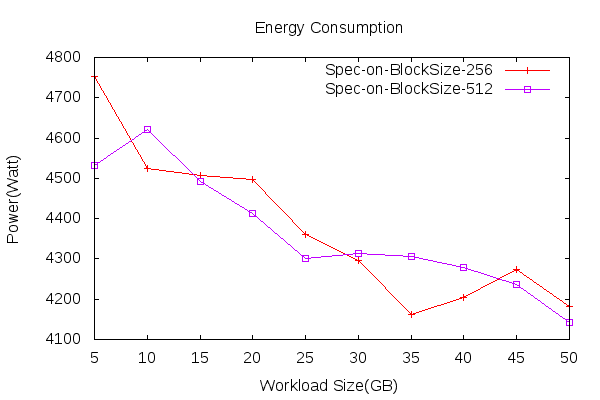 Energy Consumption
Spec-on-BlockSize-256
Spec-on-BlockSize-512
4800
4700
4600
4500
4400
4300
4200
4100
Power(Watt)
5 10 15 20 25 30 35 40 45 50
Workload Size(GB)